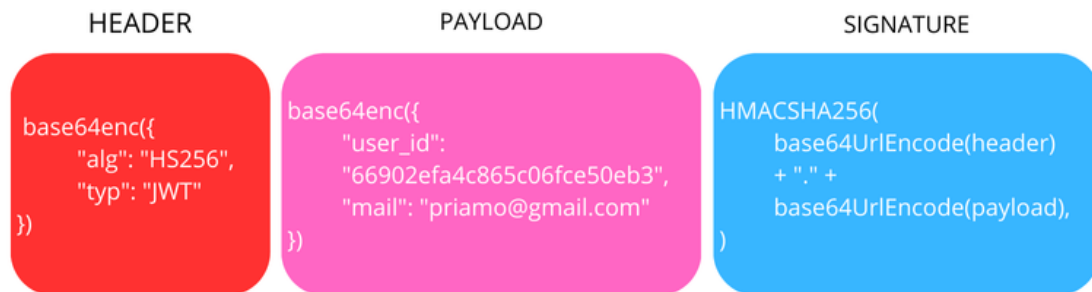 HEADER
base64enc({
"alg": "HS256",
"typ": "JWT"
})
PAYLOAD
base64enc({
"user_id":
"66902efa4c865c06fce50eb3",
"mail": "priamo@gmail.com"
})
SIGNATURE
HMACSHA256(
base64UrlEncode(header)
+ "." +
base64UrlEncode(payload),
)